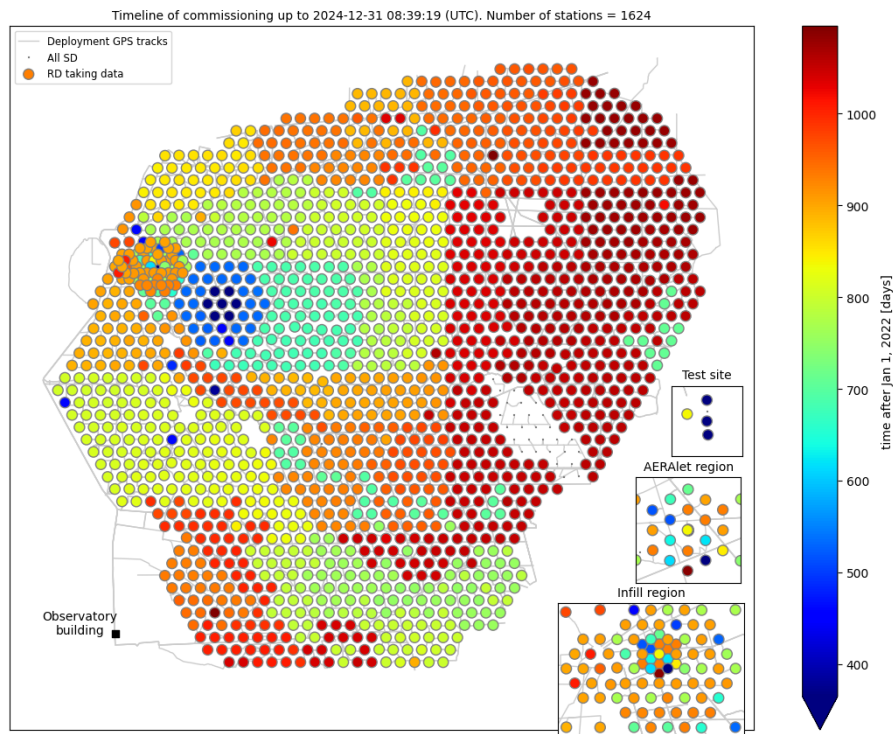 Timeline of commissioning up to 2024-12-31 08:39:19 (UTC). Number of stations = 1624
Deployment GPS tracks
All SD
RD taking data
Test site
AERAlet region
Infill region
Observatory
building
1000
900
800
700
600
500
400
time after Jan 1, 2022 [days]